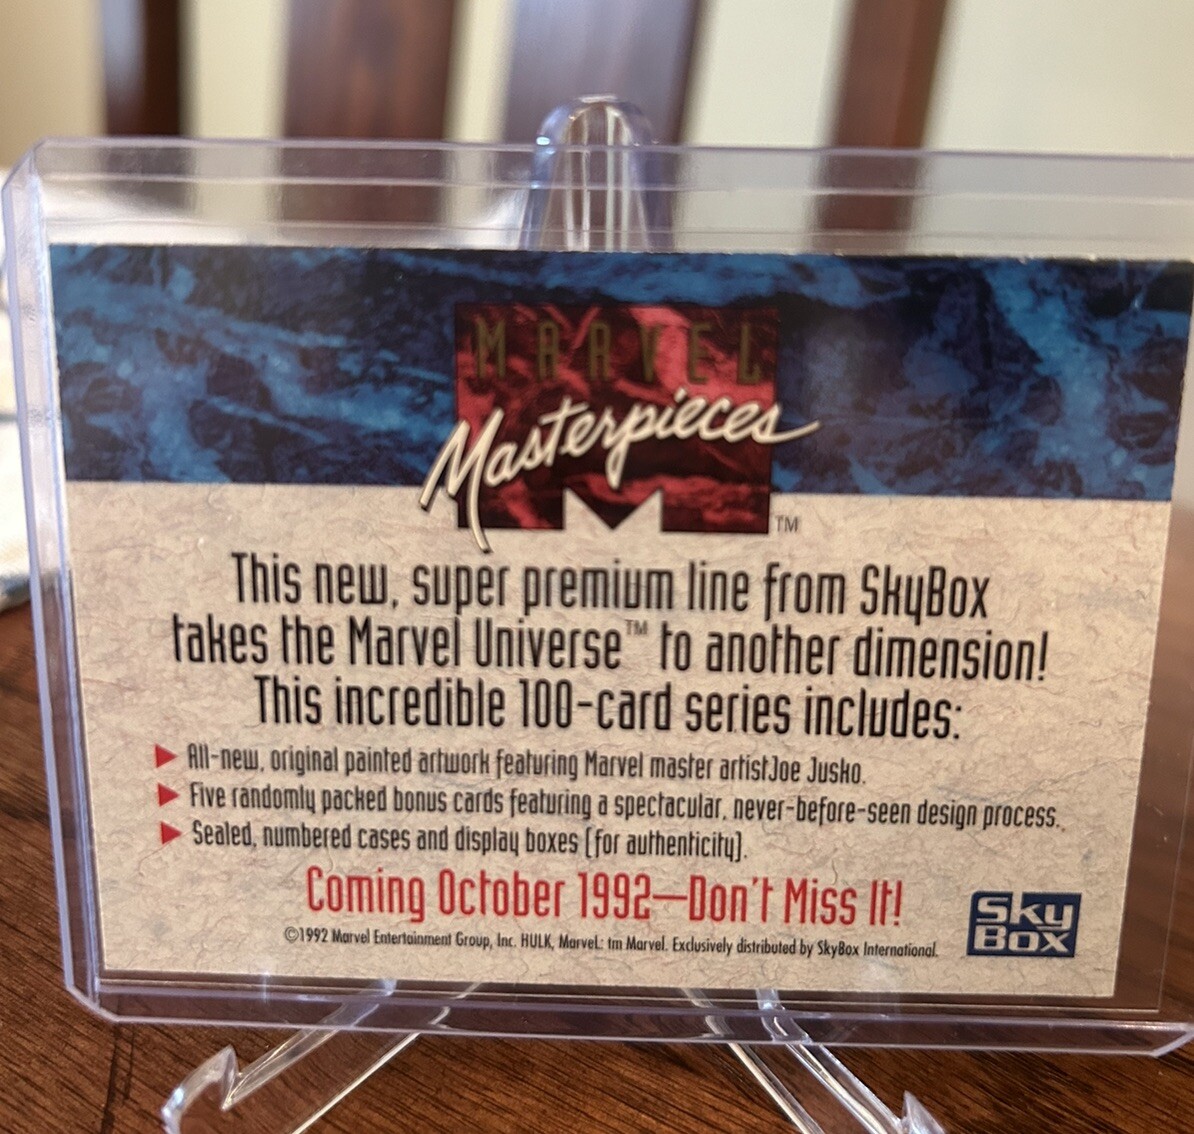 MARVEL
Masterpieces
TM
This new, super premium line from SkyBox
takes the Marvel Universe™ to another dimension!
This incredible 100-card series includes:
All-new, original painted artwork featuring Marvel master artist Joe Jusko.
Five randomly packed bonus cards featuring a spectacular, never-before-seen design process.
Sealed, numbered cases and display boxes (for authenticity).
Coming October 1992—Don't Miss It!
©1992 Marvel Entertainment Group, Inc. HULK, Marvel: tm Marvel. Exclusively distributed by SkyBox International.
Sky
Box